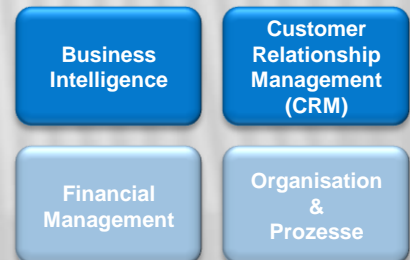 Business
Intelligence
Customer
Relationship
Management
(CRM)
Financial
Management
Organisation
&
Prozesse